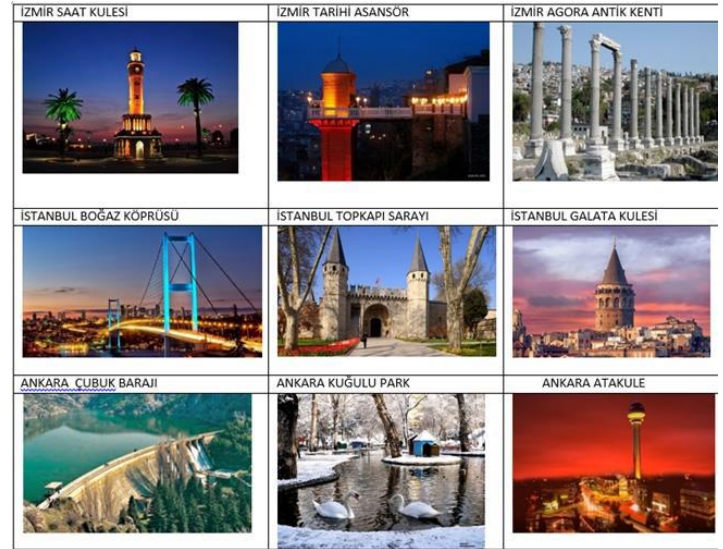 İZMİR SAAT KULESİ
İZMİR TARİHİ ASANSÖR
İZMİR AGORA ANTİK KENTİ
İSTANBUL BOĞAZ KÖPRÜSÜ
İSTANBUL TOPKAPI SARAYI
İSTANBUL GALATA KULESİ
ANKARA ÇUBUK BARAJI
ANKARA KUĞULU PARK
ANKARA ATAKULE